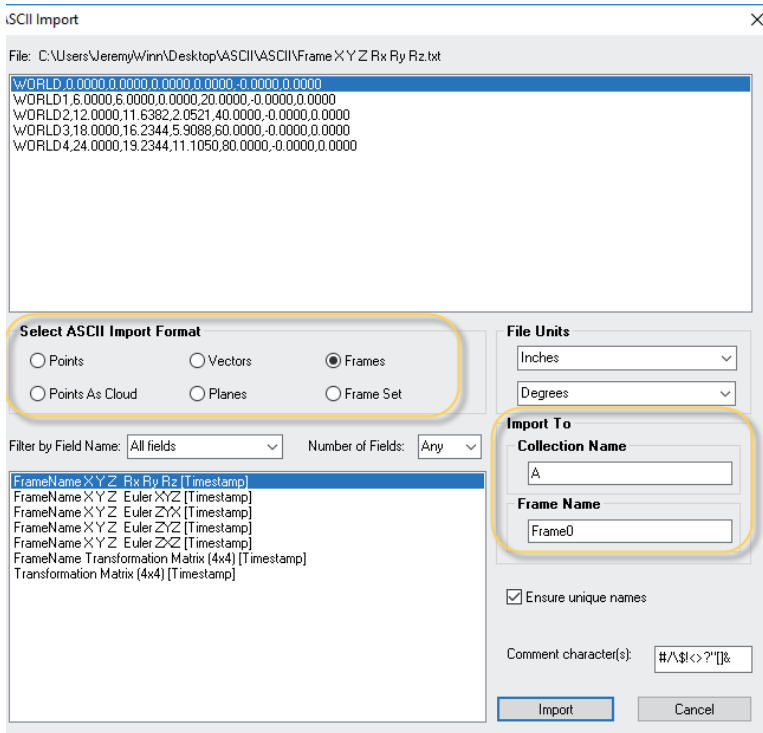 ASCII Import
File: C:\Users\JeremyWinn\Desktop\ASCII\ASCII\Frame X Y Z Rx Ry Rz.txt
WORLD,0.0000,0.0000,0.0000,0.0000,-0.0000,0.0000
WORLD1,6.0000,6.0000,0.0000,20.0000,-0.0000,0.0000
WORLD2,12.0000,11.6382,2.0521,40.0000,-0.0000,0.0000
WORLD3,18.0000,16.2344,5.9088,60.0000,-0.0000,0.0000
WORLD4,24.0000,19.2344,11.1050,80.0000,-0.0000,0.0000
Select ASCII Import Format
Points Vectors Frames
Points As Cloud Planes Frame Set
File Units
Inches
Degrees
Filter by Field Name: All fields Number of Fields: Any
FrameName X Y Z Rx Ry Rz [Timestamp]
FrameName X Y Z Euler XYZ [Timestamp]
FrameName X Y Z Euler ZYX [Timestamp]
FrameName X Y Z Euler ZYZ [Timestamp]
FrameName X Y Z Euler ZXZ [Timestamp]
FrameName Transformation Matrix (4x4) [Timestamp]
Transformation Matrix (4x4) [Timestamp]
Import To
Collection Name
A
Frame Name
Frame0
Ensure unique names
Comment character(s): #/\$!<>?"[]&
Import Cancel